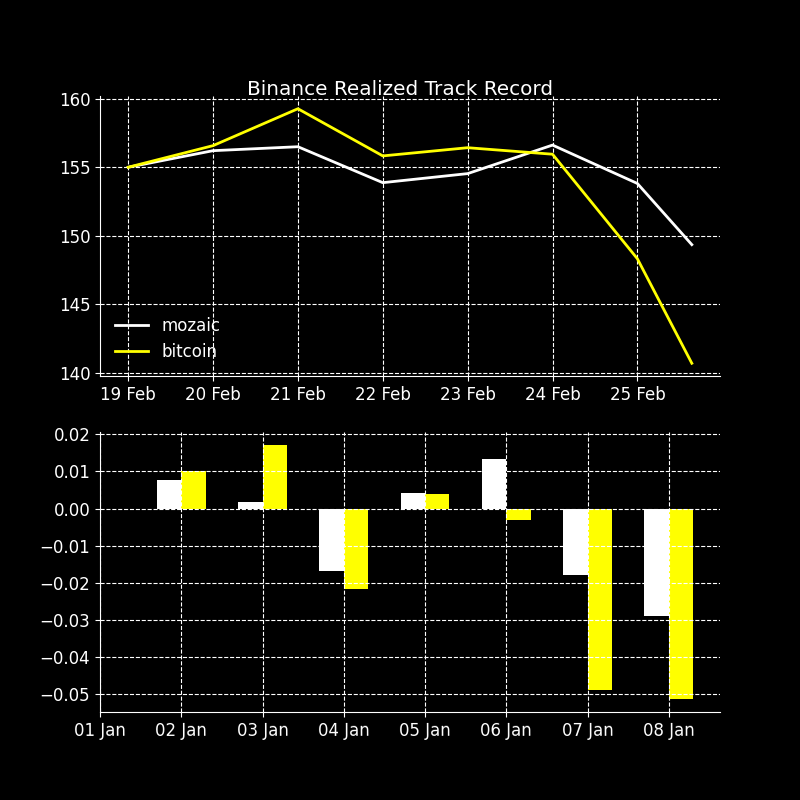 Binance Realized Track Record
160
155
150
145
140
mozaic
bitcoin
19 Feb 20 Feb 21 Feb 22 Feb 23 Feb 24 Feb 25 Feb
0.02
0.01
0.00
−0.01
−0.02
−0.03
−0.04
−0.05
01 Jan 02 Jan 03 Jan 04 Jan 05 Jan 06 Jan 07 Jan 08 Jan